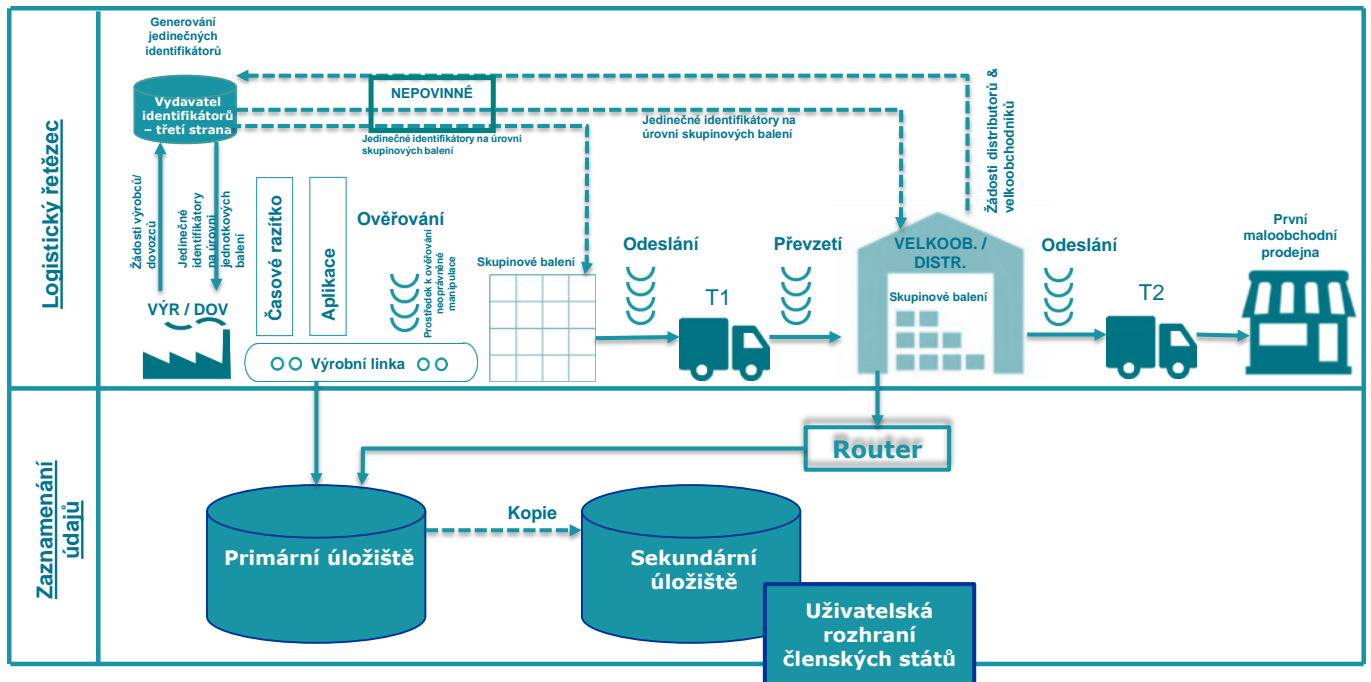 Generování
jedinečných
identifikátorů
Vydavatel
identifikátorů
– třetí strana
NEPOVINNÉ
Jedinečné identifikátory na úrovni
skupinových balení
Jedinečné identifikátory na
úrovni skupinových balení
Žádosti distributorů &
velkoobchodníků
Logistický řetězec
Žádosti výrobců/
dovozců
Jedinečné
identifikátory
na úrovni
jednotkových
balení
VÝR / DOV
Časové razítko
Aplikace
Ověřování
Prostředek k ověřování
neoprávněné
manipulace
Výrobní linka
Skupinové balení
Odeslání
T1
Převzetí
VELKOOB. /
DISTR.
Skupinové balení
Odeslání
T2
První
maloobchodní
prodejna
Zaznamenání
údajů
Router
Primární úložiště
Kopie
Sekundární
úložiště
Uživatelská
rozhraní
členských států